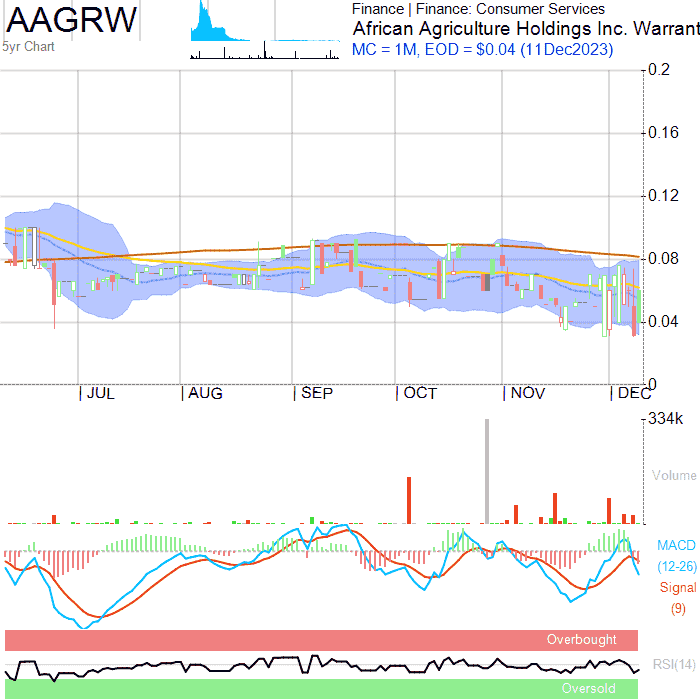 AAGRW
5yr Chart
Finance | Finance: Consumer Services
African Agriculture Holdings Inc. Warrant
MC = 1M, EOD = $0.04 (11Dec2023)
0.2
0.16
0.12
0.08
0.04
0
| JUL | AUG | SEP | OCT | NOV | DEC
334k
Volume
MACD
(12-26)
Signal
(9)
Overbought
RSI(14)
Oversold